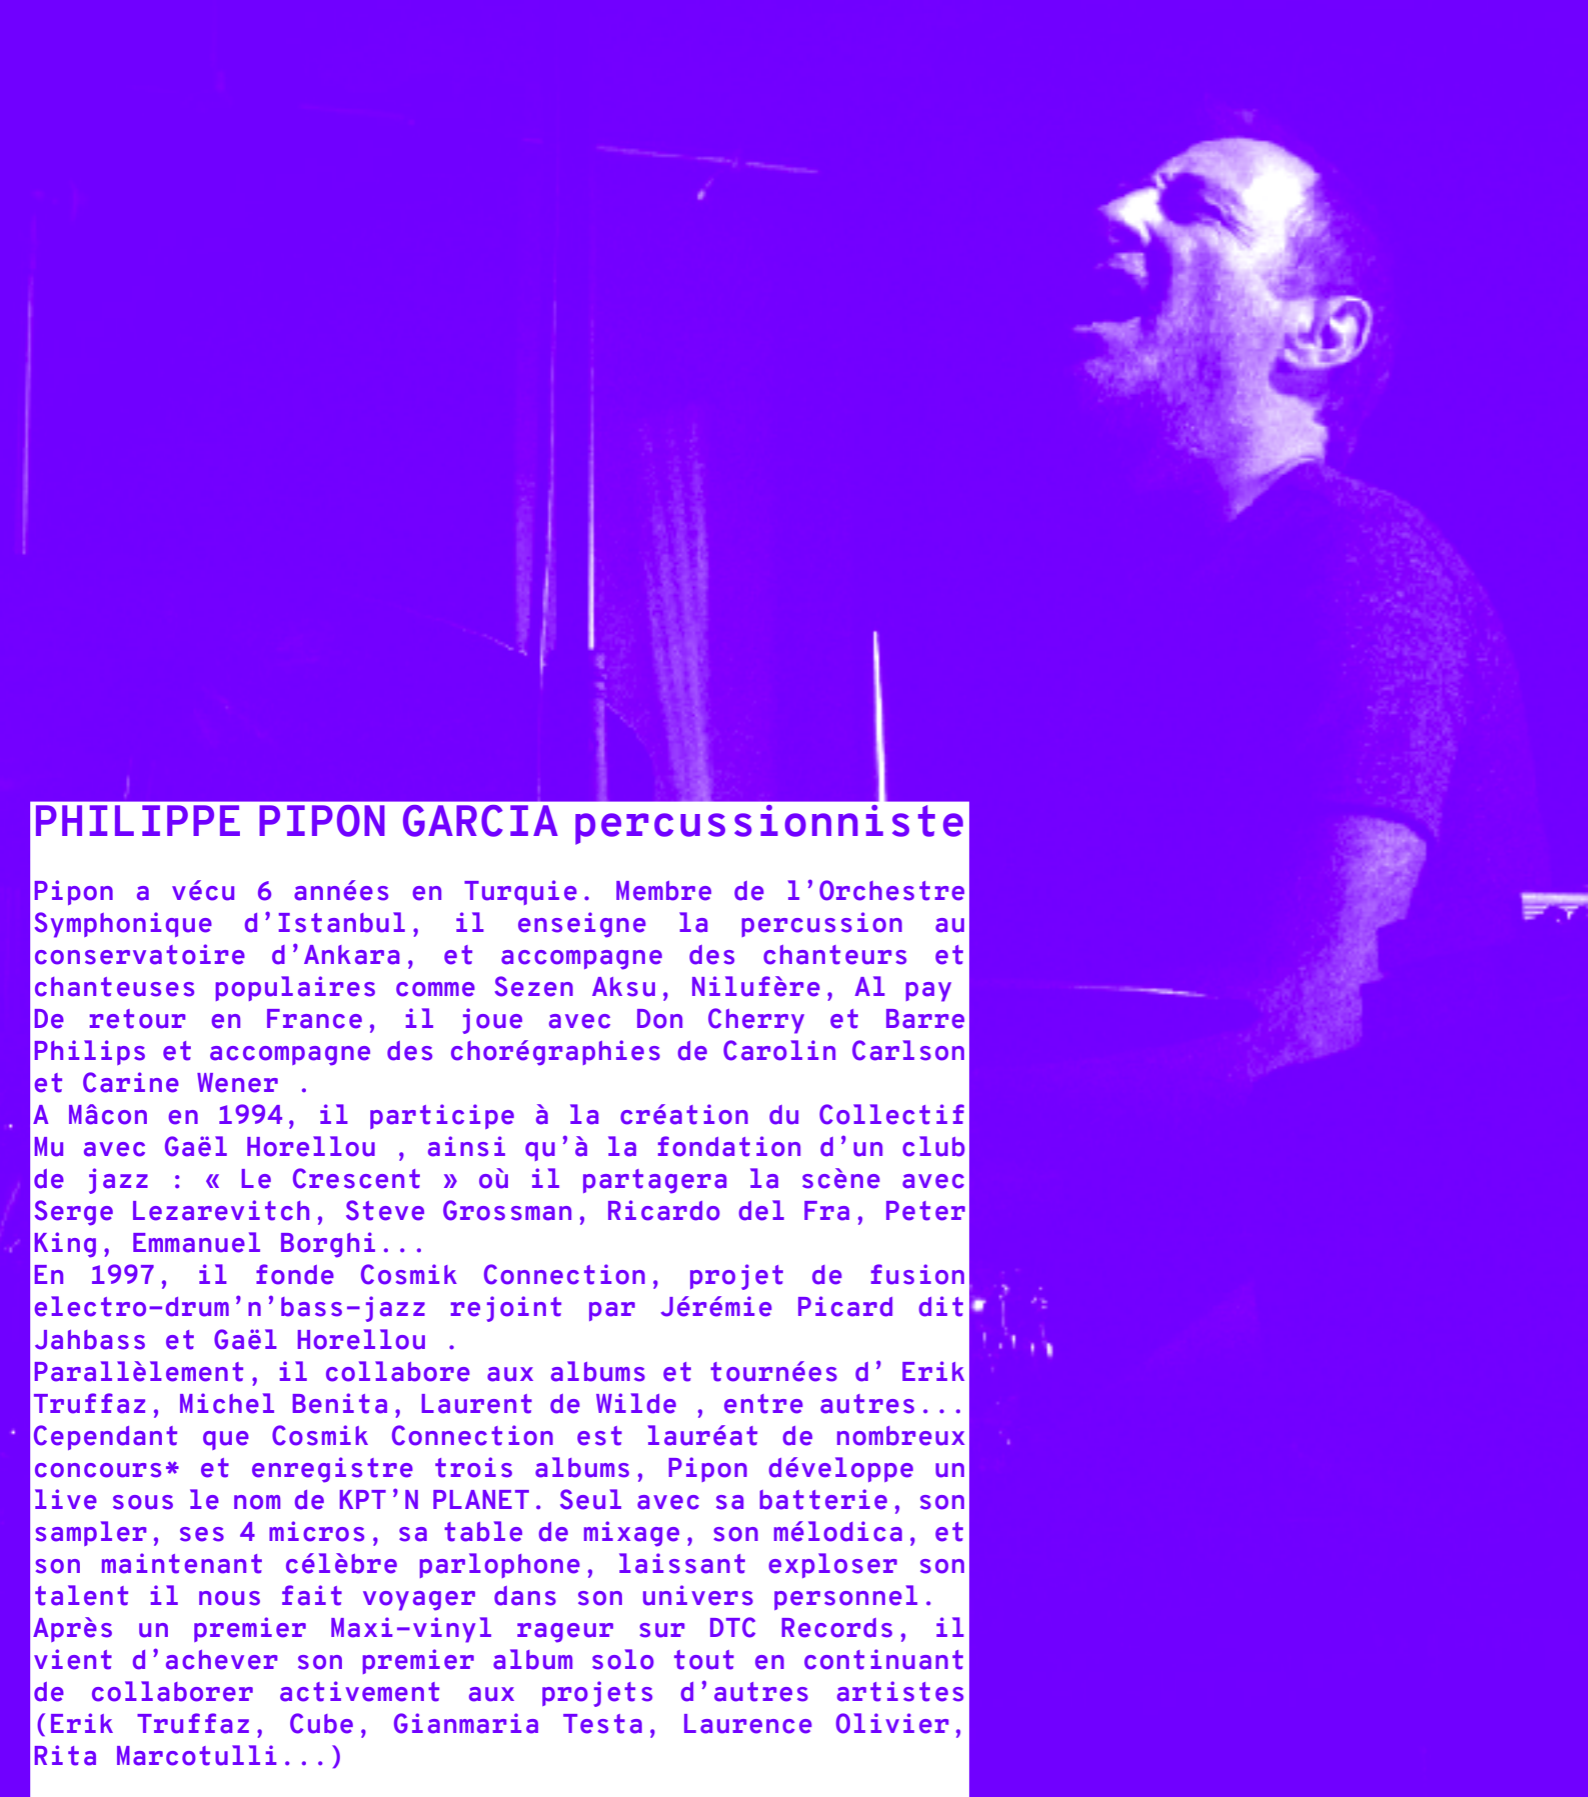 PHILIPPE PIPON GARCIA percussionniste
Pipon a vécu 6 années en Turquie. Membre de l’Orchestre
Symphonique d’Istanbul, il enseigne la percussion au
conservatoire d’Ankara, et accompagne des chanteurs et
chanteuses populaires comme Sezen Aksu, Nilufère, Al pay
De retour en France, il joue avec Don Cherry et Barre
Philips et accompagne des chorégraphies de Carolin Carlson
et Carine Wener .
A Mâcon en 1994, il participe à la création du Collectif
Mu avec Gaël Horellou , ainsi qu’à la fondation d’un club
de jazz : « Le Crescent » où il partagera la scène avec
Serge Lezarevitch, Steve Grossman, Ricardo del Fra, Peter
King, Emmanuel Borghi...
En 1997, il fonde Cosmik Connection, projet de fusion
electro-drum’n’bass-jazz rejoint par Jérémie Picard dit
Jahbass et Gaël Horellou .
Parallèlement, il collabore aux albums et tournées d’ Erik
Truffaz, Michel Benita, Laurent de Wilde , entre autres...
Cependant que Cosmik Connection est lauréat de nombreux
concours* et enregistre trois albums, Pipon développe un
live sous le nom de KPT’N PLANET. Seul avec sa batterie, son
sampler, ses 4 micros, sa table de mixage, son mélodica, et
son maintenant célèbre parlophone, laissant exploser son
talent il nous fait voyager dans son univers personnel.
Après un premier Maxi-vinyl rageur sur DTC Records, il
vient d’achever son premier album solo tout en continuant
de collaborer activement aux projets d’autres artistes
(Erik Truffaz, Cube, Gianmaria Testa, Laurence Olivier,
Rita Marcotulli...)